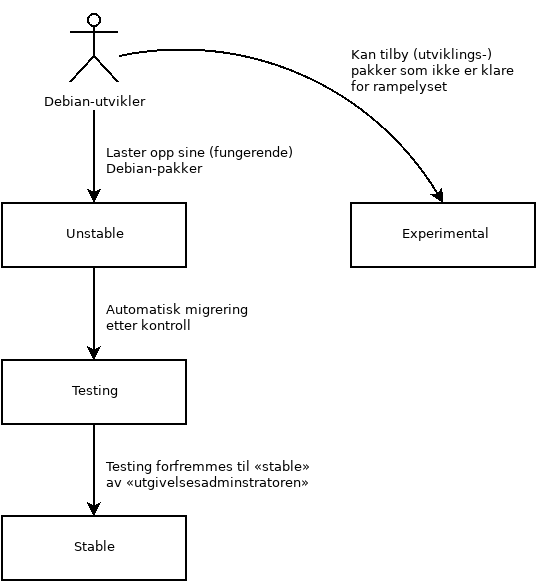 Debian-utvikler
Kan tilby (utviklings-)
pakker som ikke er klare
for rampelyset
Laster opp sine (fungerende)
Debian-pakker
Unstable
Experimental
Automatisk migrering
etter kontroll
Testing
Testing forfremmes til «stable»
av «utgivelsesadminstratoren»
Stable